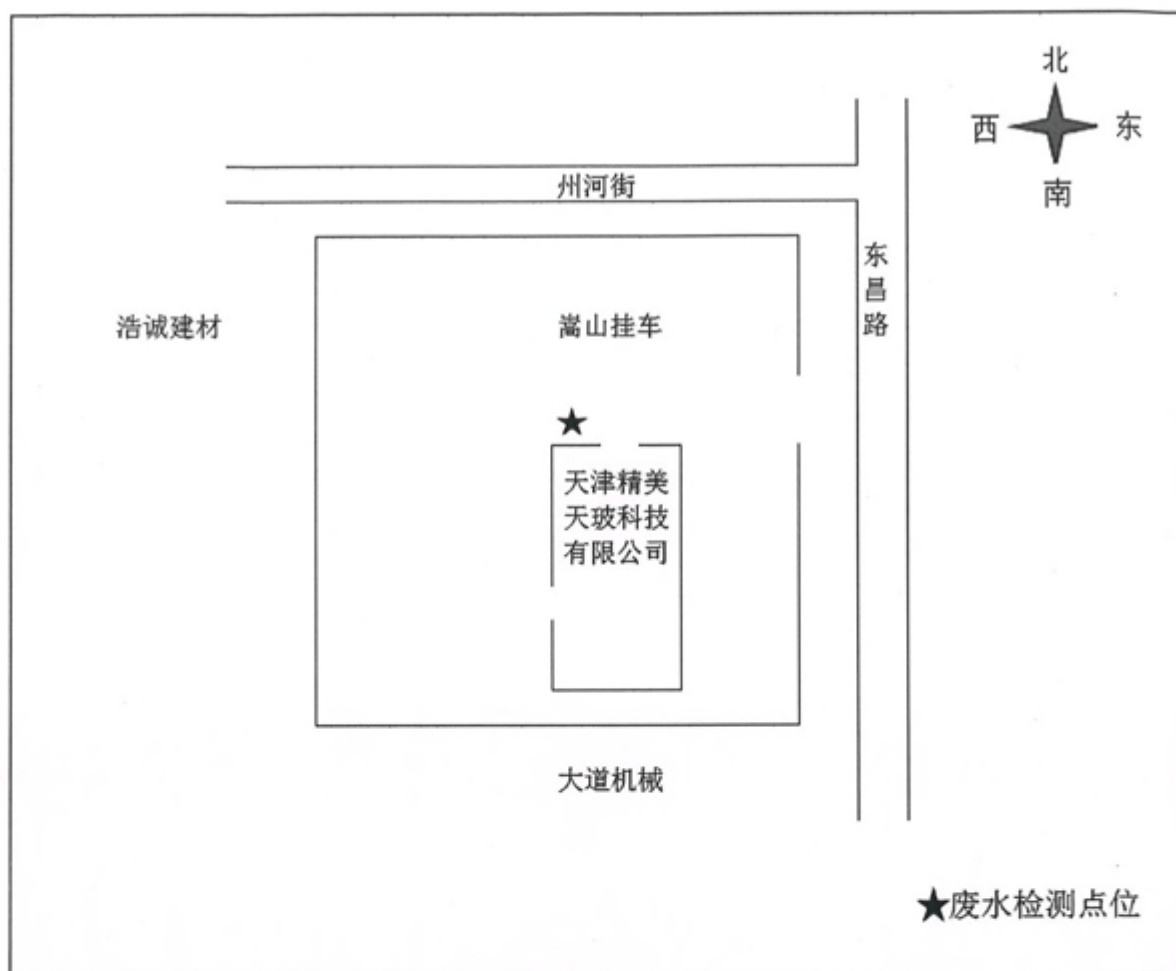 北
西
东
南
州河街
东昌路
浩诚建材
嵩山挂车
天津精美
天玻科技
有限公司
大道机械
★废水检测点位